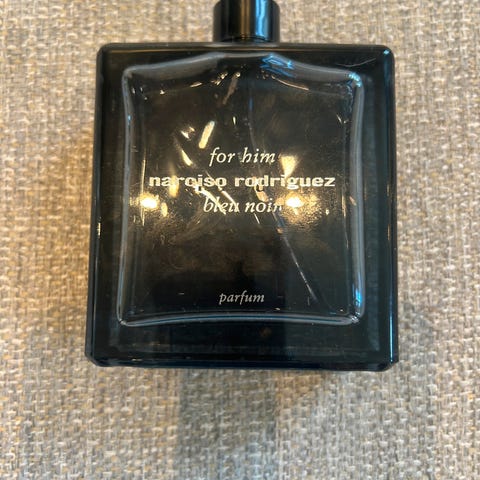 for him
narciso rodriguez
bleu noir
parfum